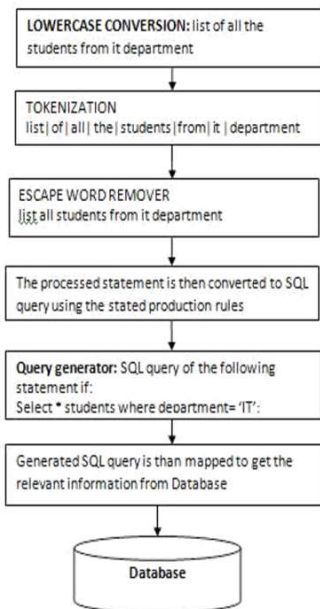 LOWERCASE CONVERSION: list of all the
students from it department
TOKENIZATION
list| of| all| the| students|from| it | department
ESCAPE WORD REMOVER
list all students from it department
The processed statement is then converted to SQL
query using the stated production rules
Query generator: SQL query of the following
statement if:
Select * students where department= ‘IT’:
Generated SQL query is than mapped to get the
relevant information from Database
Database